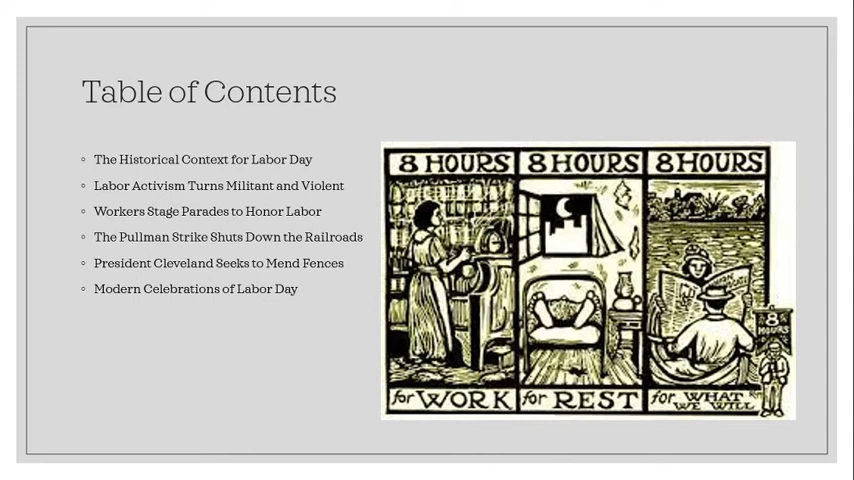 Table of Contents
The Historical Context for Labor Day
Labor Activism Turns Militant and Violent
Workers Stage Parades to Honor Labor
The Pullman Strike Shuts Down the Railroads
President Cleveland Seeks to Mend Fences
Modern Celebrations of Labor Day
8 HOURS 8 HOURS 8 HOURS
8
HOURS
for WORK for REST for WHAT
WE WILL